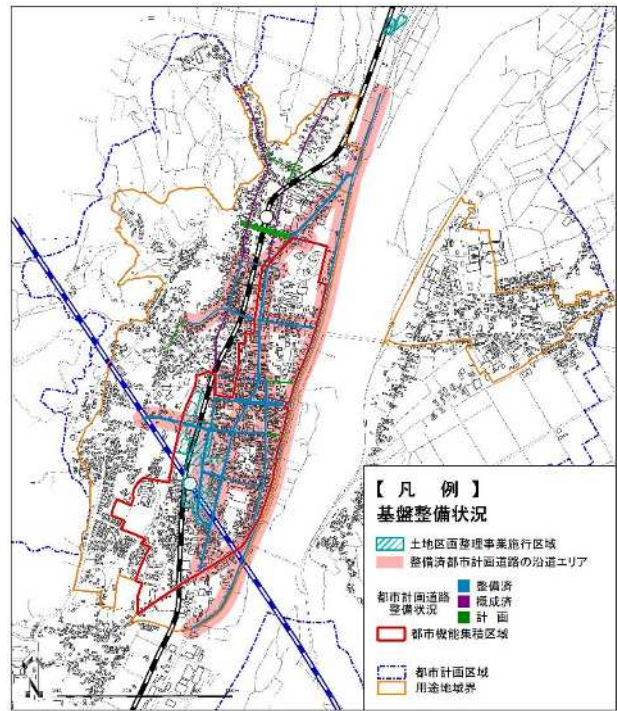 【 凡 例 】
基盤整備状況
土地区画整理事業施行区域
整備済都市計画道路の沿道エリア
都市計画道路
整備状況
整備済
概成済
計 画
都市機能集積区域
都市計画区域
用途地域界
N